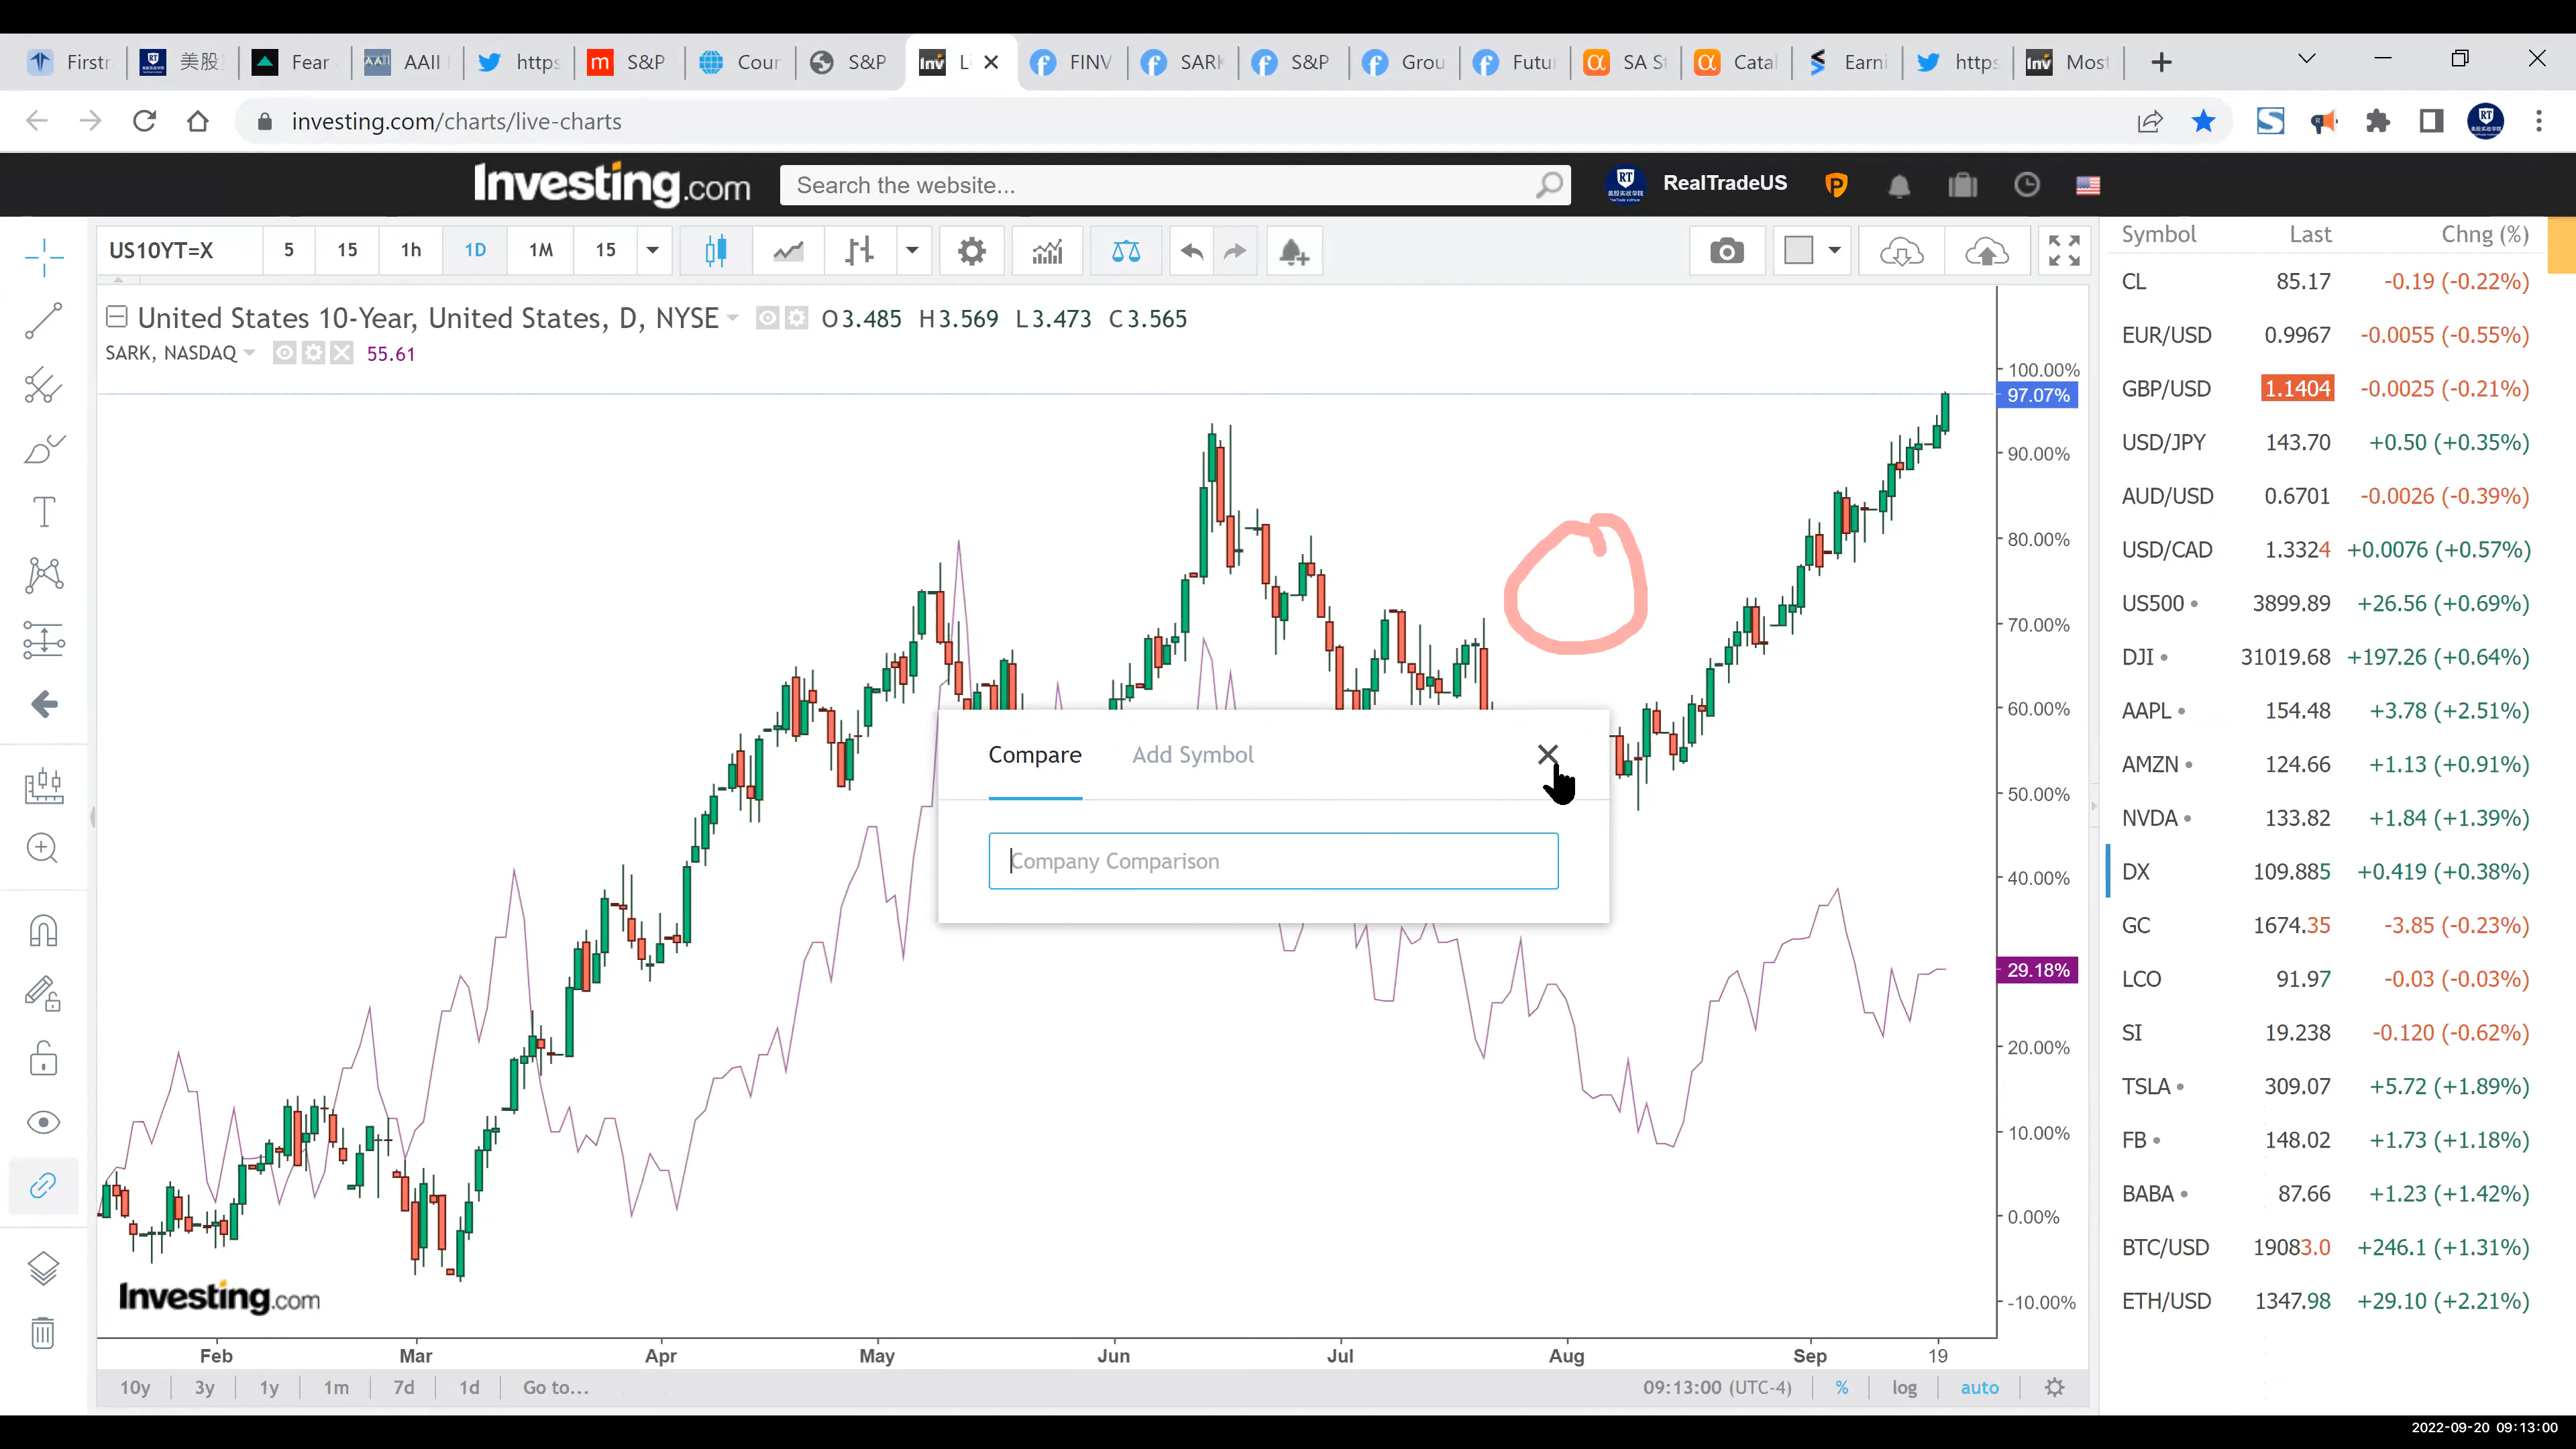 Firstr 美股 Fear AAII https S&P Cour S&P Li FINV SARK S&P Grou Futur SA St Catal Earni https Most
investing.com/charts/live-charts
Investing.com Search the website... RealTradeUS
US10YT=X 5 15 1h 1D 1M 15
United States 10-Year, United States, D, NYSE O3.485 H3.569 L3.473 C3.565
SARK, NASDAQ 55.61
100.00%
97.07%
90.00%
80.00%
70.00%
60.00%
50.00%
40.00%
29.18%
20.00%
10.00%
0.00%
-10.00%
Compare Add Symbol
Company Comparison
Investing.com
Feb Mar Apr May Jun Jul Aug Sep 19
10y 3y 1y 1m 7d 1d Go to... 09:13:00 (UTC-4) % log auto
Symbol Last Chng (%)
CL 85.17 -0.19 (-0.22%)
EUR/USD 0.9967 -0.0055 (-0.55%)
GBP/USD 1.1404 -0.0025 (-0.21%)
USD/JPY 143.70 +0.50 (+0.35%)
AUD/USD 0.6701 -0.0026 (-0.39%)
USD/CAD 1.3324 +0.0076 (+0.57%)
US500 3899.89 +26.56 (+0.69%)
DJI 31019.68 +197.26 (+0.64%)
AAPL 154.48 +3.78 (+2.51%)
AMZN 124.66 +1.13 (+0.91%)
NVDA 133.82 +1.84 (+1.39%)
DX 109.885 +0.419 (+0.38%)
GC 1674.35 -3.85 (-0.23%)
LCO 91.97 -0.03 (-0.03%)
SI 19.238 -0.120 (-0.62%)
TSLA 309.07 +5.72 (+1.89%)
FB 148.02 +1.73 (+1.18%)
BABA 87.66 +1.23 (+1.42%)
BTC/USD 19083.0 +246.1 (+1.31%)
ETH/USD 1347.98 +29.10 (+2.21%)
2022-09-20 09:13:00